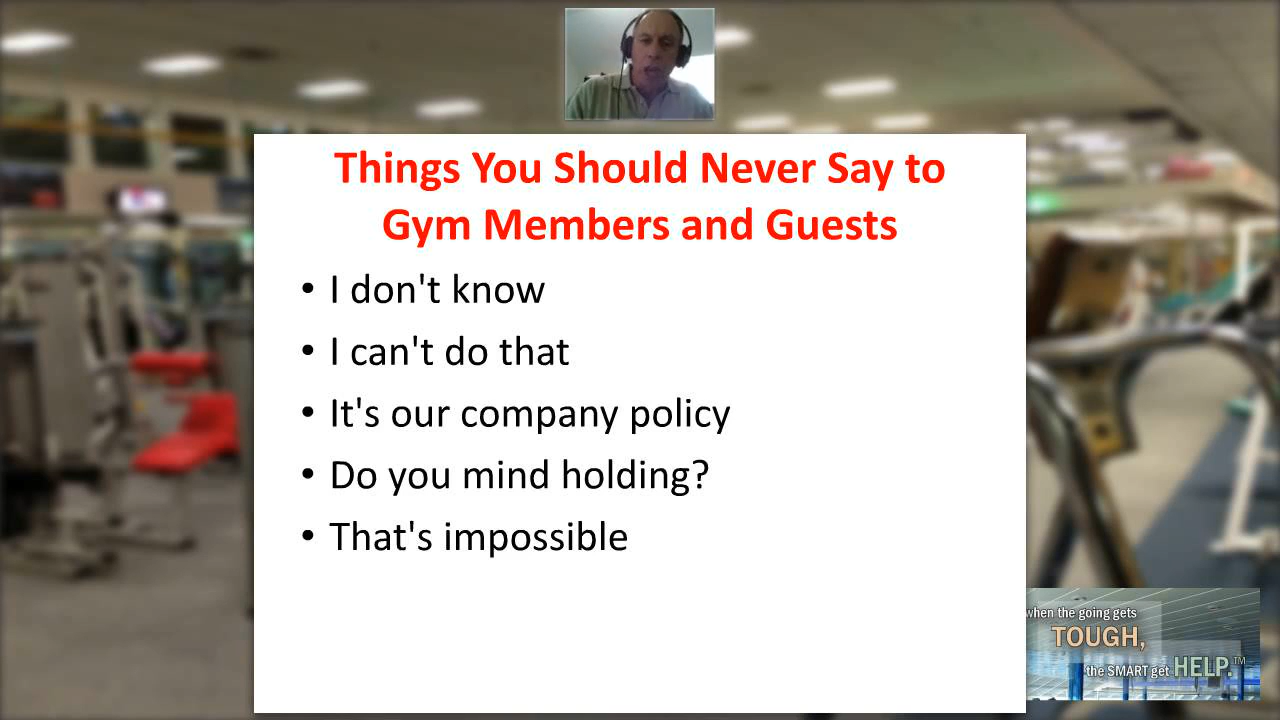 Things You Should Never Say to
Gym Members and Guests
• I don't know
• I can't do that
• It's our company policy
• Do you mind holding?
• That's impossible
when the going gets
TOUGH,
the SMART get HELP.™